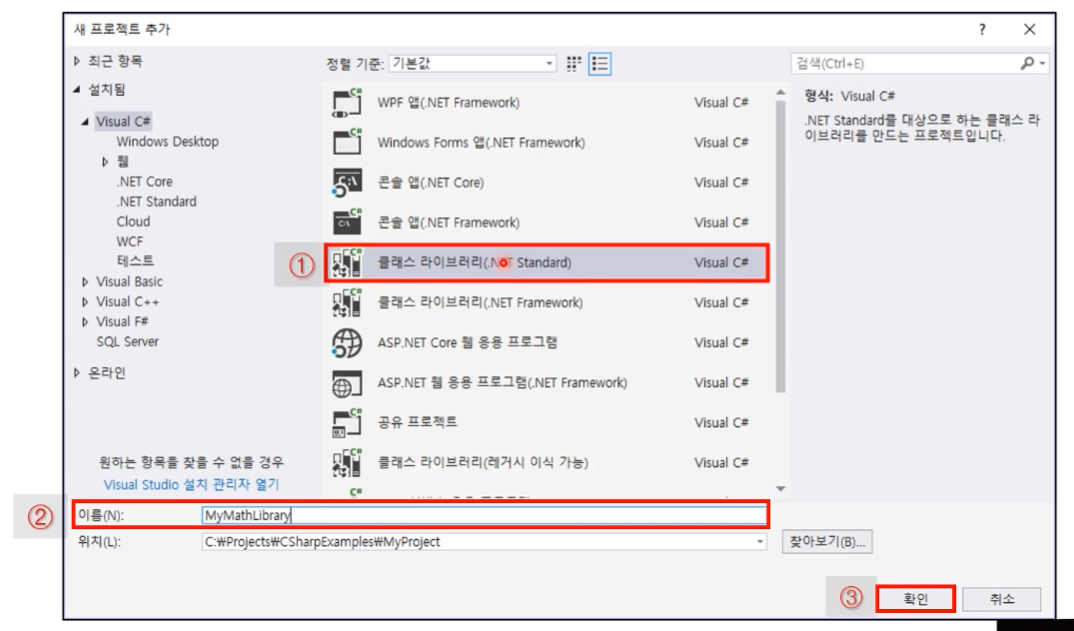 새 프로젝트 추가
?
▷ 최근 항목
◢ 설치됨
◢ Visual C#
Windows Desktop
▷ 웹
.NET Core
.NET Standard
Cloud
WCF
테스트
▷ Visual Basic
▷ Visual C++
▷ Visual F#
SQL Server
▷ 온라인
원하는 항목을 찾을 수 없을 경우
Visual Studio 설치 관리자 열기
정렬 기준: 기본값
WPF 앱(.NET Framework) Visual C#
Windows Forms 앱(.NET Framework) Visual C#
콘솔 앱(.NET Core) Visual C#
콘솔 앱(.NET Framework) Visual C#
① 클래스 라이브러리(.NET Standard) Visual C#
클래스 라이브러리(.NET Framework) Visual C#
ASP.NET Core 웹 응용 프로그램 Visual C#
ASP.NET 웹 응용 프로그램(.NET Framework) Visual C#
공유 프로젝트 Visual C#
클래스 라이브러리(레거시 이식 가능) Visual C#
검색(Ctrl+E)
형식: Visual C#
.NET Standard를 대상으로 하는 클래스 라
이브러리를 만드는 프로젝트입니다.
② 이름(N): MyMathLibrary
위치(L): C:₩Projects₩CSharpExamples₩MyProject 찾아보기(B)...
③ 확인 취소